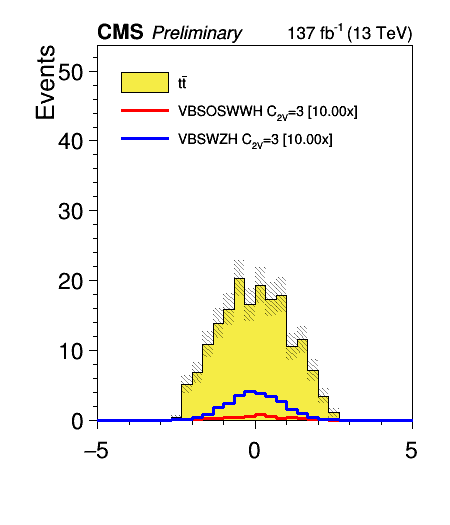 CMS Preliminary 137 fb⁻¹ (13 TeV)
Events
50
40
30
20
10
0
tt̄
VBSOSWWH C₂ᵥ=3 [10.00x]
VBSWZH C₂ᵥ=3 [10.00x]
−5 0 5